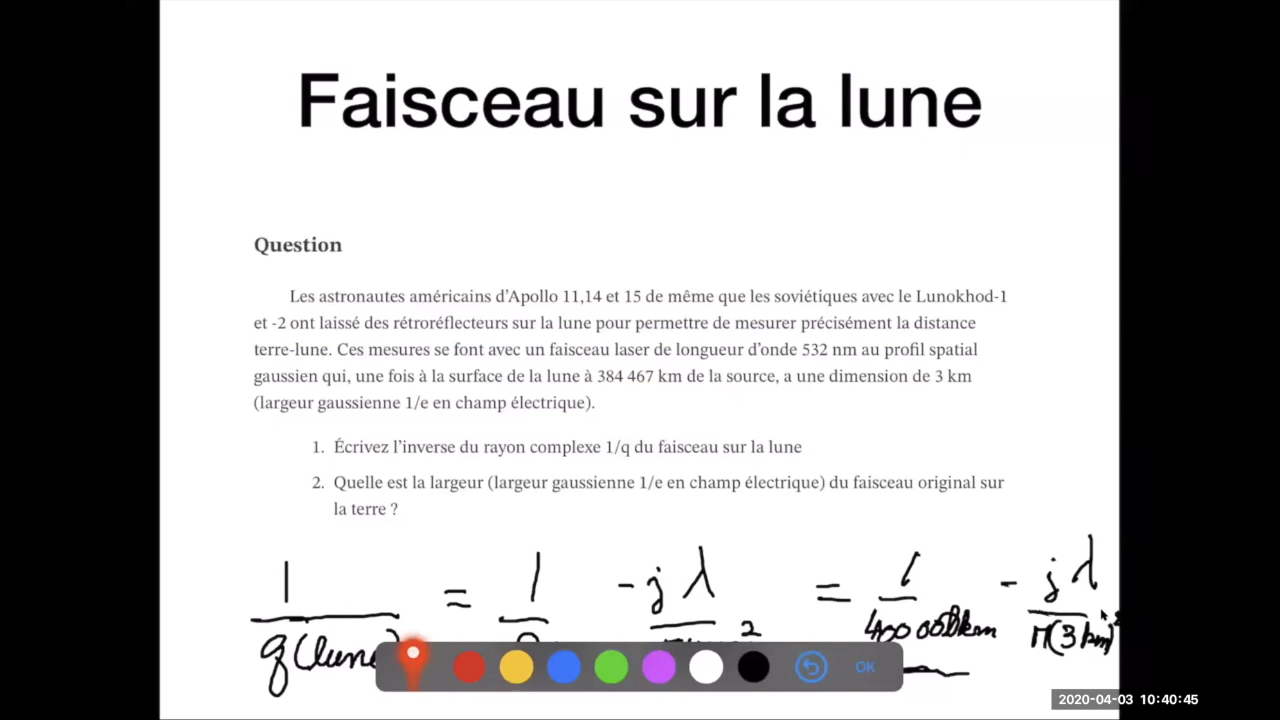 Faisceau sur la lune
Question
Les astronautes américains d'Apollo 11,14 et 15 de même que les soviétiques avec le Lunokhod-1
et -2 ont laissé des rétroréflecteurs sur la lune pour permettre de mesurer précisément la distance
terre-lune. Ces mesures se font avec un faisceau laser de longueur d'onde 532 nm au profil spatial
gaussien qui, une fois à la surface de la lune à 384 467 km de la source, a une dimension de 3 km
(largeur gaussienne 1/e en champ électrique).
1. Écrivez l'inverse du rayon complexe 1/q du faisceau sur la lune
2. Quelle est la largeur (largeur gaussienne 1/e en champ électrique) du faisceau original sur
la terre ?
1 = 1 - j λ = 1 - j λ
q(lune) 2 400 000 km π(3 km)²
OK
2020-04-03 10:40:45